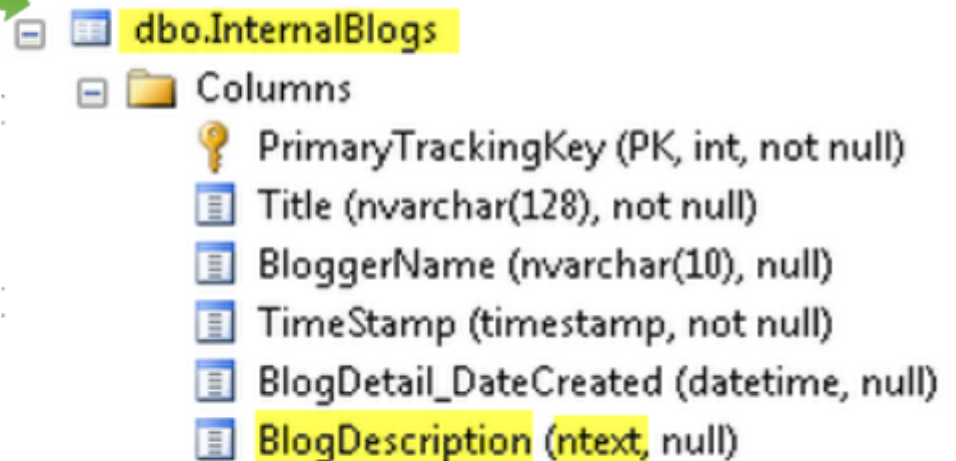 dbo.InternalBlogs
Columns
PrimaryTrackingKey (PK, int, not null)
Title (nvarchar(128), not null)
BloggerName (nvarchar(10), null)
TimeStamp (timestamp, not null)
BlogDetail_DateCreated (datetime, null)
BlogDescription (ntext, null)